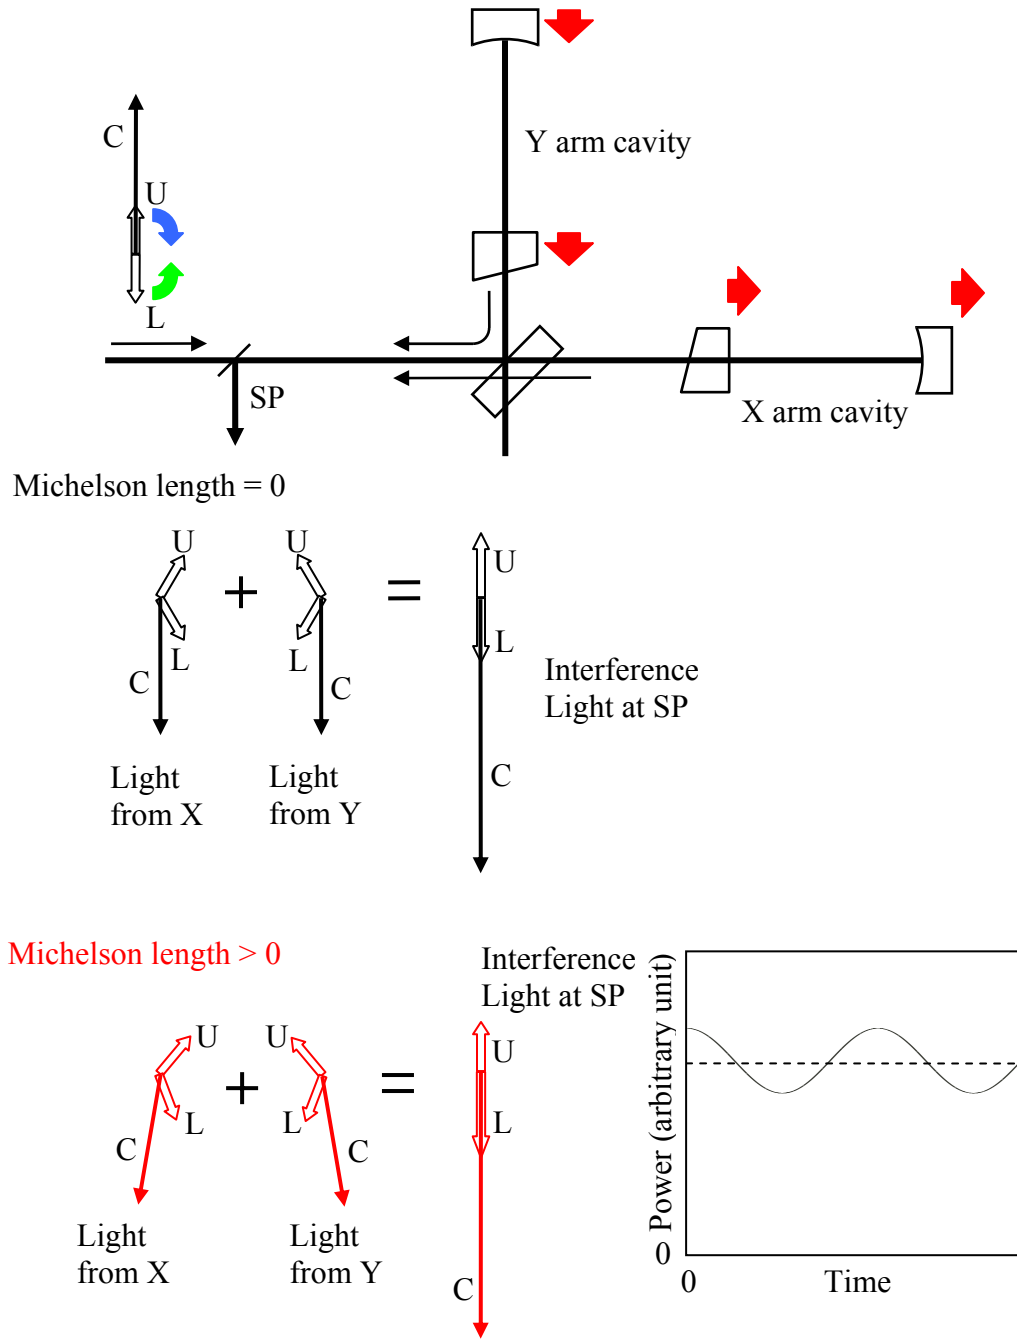 C
U
L
Y arm cavity
SP
X arm cavity
Michelson length = 0
U
L
C
+
U
L
C
=
U
L
C
Light
from X
Light
from Y
Interference
Light at SP
Michelson length > 0
Interference
Light at SP
U
L
C
+
U
L
C
=
U
L
C
Light
from X
Light
from Y
Power (arbitrary unit)
0
0
Time